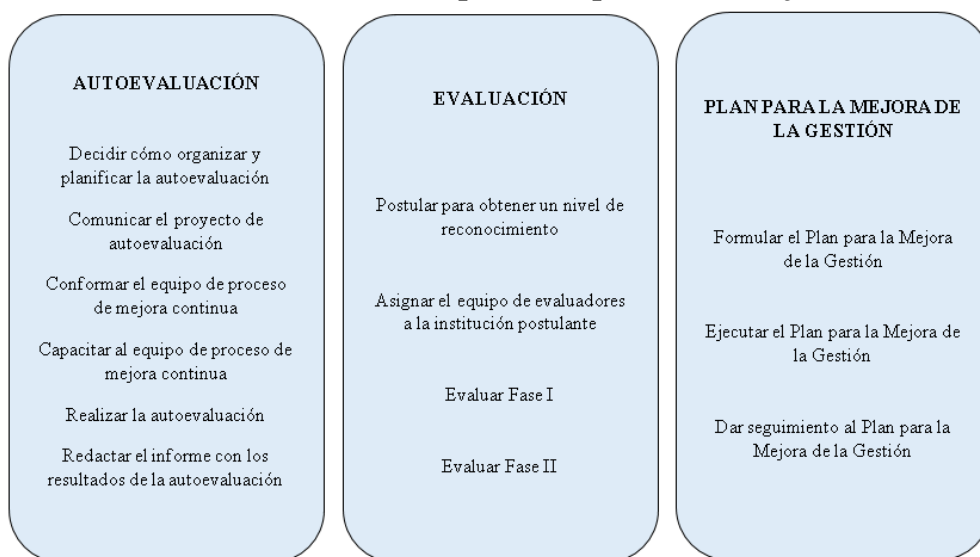 AUTOEVALUACIÓN
Decidir cómo organizar y
planificar la autoevaluación
Comunicar el proyecto de
autoevaluación
Conformar el equipo de proceso
de mejora continua
Capacitar al equipo de proceso de
mejora continua
Realizar la autoevaluación
Redactar el informe con los
resultados de la autoevaluación
EVALUACIÓN
Postular para obtener un nivel de
reconocimiento
Asignar el equipo de evaluadores
a la institución postulante
Evaluar Fase I
Evaluar Fase II
PLAN PARA LA MEJORA DE
LA GESTIÓN
Formular el Plan para la Mejora
de la Gestión
Ejecutar el Plan para la Mejora de
la Gestión
Dar seguimiento al Plan para la
Mejora de la Gestión